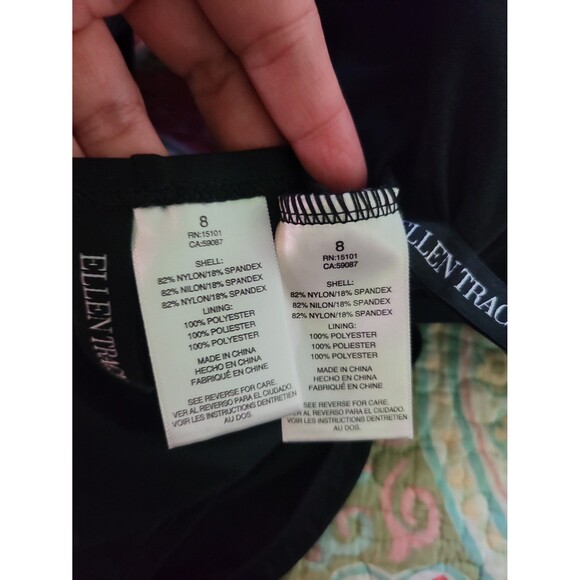 8
RN:15101
CA:59087
SHELL:
82% NYLON/18% SPANDEX
82% NILON/18% SPANDEX
82% NYLON/18% SPANDEX
LINING:
100% POLYESTER
100% POLIESTER
100% POLYESTER
MADE IN CHINA
HECHO EN CHINA
FABRIQUÉ EN CHINE
SEE REVERSE FOR CARE.
VER AL REVERSO PARA EL CUIDADO.
VOIR LES INSTRUCTIONS DENTRETIEN
AU DOS.
8
RN:15101
CA:59087
SHELL:
82% NYLON/18% SPANDEX
82% NILON/18% SPANDEX
82% NYLON/18% SPANDEX
LINING:
100% POLYESTER
100% POLIESTER
100% POLYESTER
MADE IN CHINA
HECHO EN CHINA
FABRIQUÉ EN CHINE
SEE REVERSE FOR CARE.
VER AL REVERSO PARA EL CIUDADO.
VOIR LES INSTRUCTIONS DENTRETIEN
AU DOS.
ELLEN TRAC
ELLEN TRAC